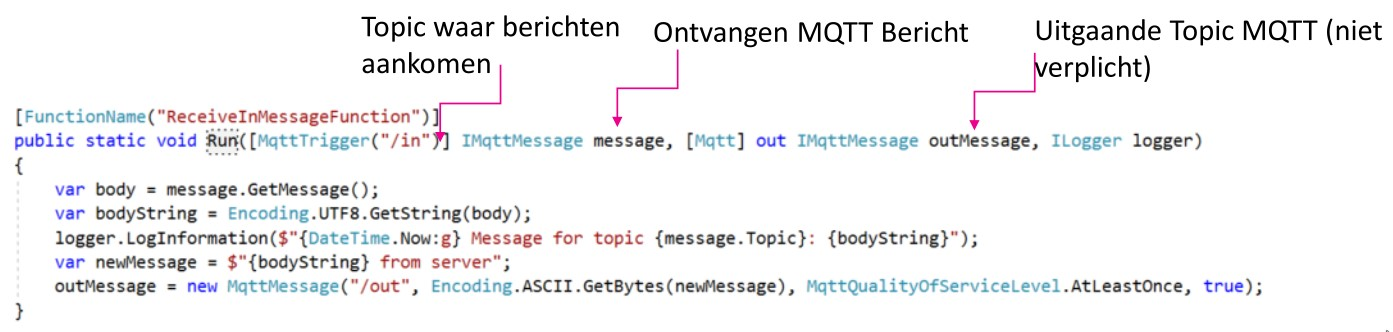 Topic waar berichten
aankomen
Ontvangen MQTT Bericht
Uitgaande Topic MQTT (niet
verplicht)
[FunctionName("ReceiveInMessageFunction")]
public static void Run([MqttTrigger("/in")] IMqttMessage message, [Mqtt] out IMqttMessage outMessage, ILogger logger)
{
    var body = message.GetMessage();
    var bodyString = Encoding.UTF8.GetString(body);
    logger.LogInformation($"{DateTime.Now:g} Message for topic {message.Topic}: {bodyString}");
    var newMessage = $"{bodyString} from server";
    outMessage = new MqttMessage("/out", Encoding.ASCII.GetBytes(newMessage), MqttQualityOfServiceLevel.AtLeastOnce, true);
}